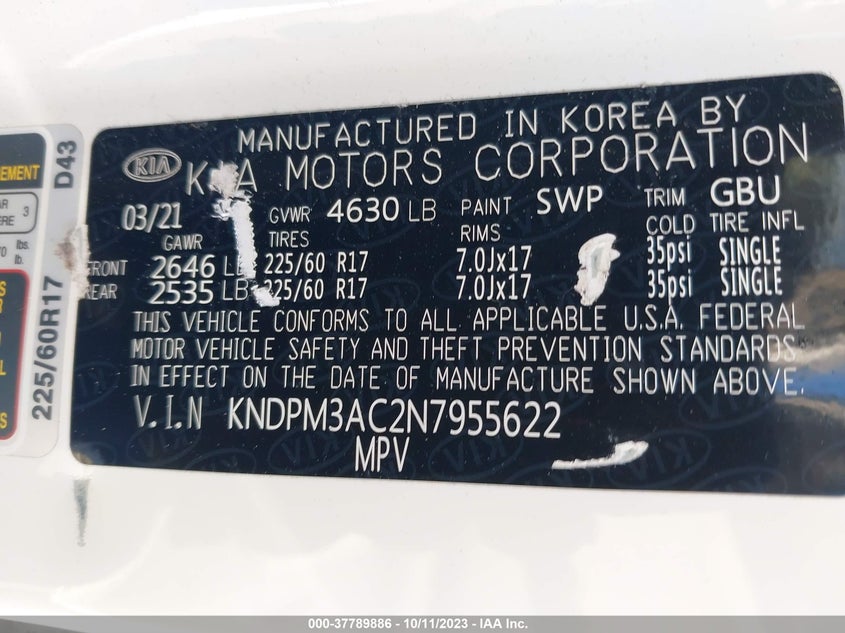 MANUFACTURED IN KOREA BY
KIA
KIA MOTORS CORPORATION
03/21 GVWR 4630 LB PAINT SWP TRIM GBU
GAWR TIRES RIMS COLD TIRE INFL
FRONT 2646 LB 225/60 R17 7.0Jx17 35psi SINGLE
REAR 2535 LB 225/60 R17 7.0Jx17 35psi SINGLE
THIS VEHICLE CONFORMS TO ALL APPLICABLE U.S.A. FEDERAL
MOTOR VEHICLE SAFETY AND THEFT PREVENTION STANDARDS
IN EFFECT ON THE DATE OF MANUFACTURE SHOWN ABOVE.
V.I.N KNDPM3AC2N7955622
MPV
D43
225/60R17
3
lbs.
lb.
000-37789886 - 10/11/2023 - IAA Inc.